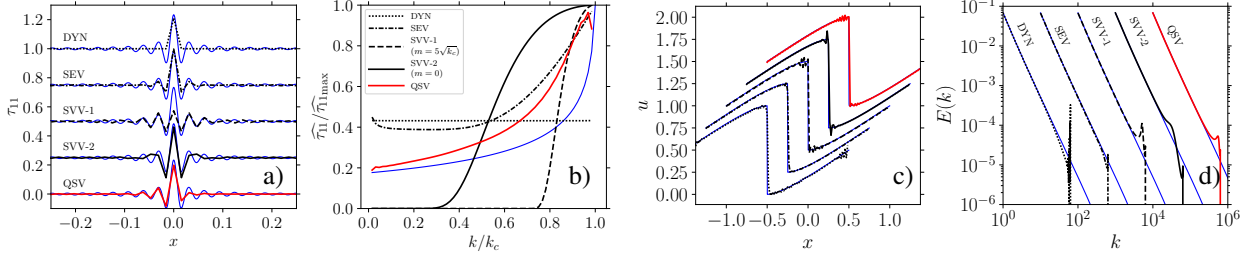 τ₁₁
1.2
1.0
0.8
0.6
0.4
0.2
0.0
DYN
SEV
SVV-1
SVV-2
QSV
a)
−0.2
−0.1
0.0
0.1
0.2
x
τ̂₁₁/τ̂₁₁max
1.0
0.8
0.6
0.4
0.2
0.0
DYN
SEV
SVV-1
(m = 5√k_c)
SVV-2
(m = 0)
QSV
b)
0.0
0.2
0.4
0.6
0.8
1.0
k/k_c
u
2.00
1.75
1.50
1.25
1.00
0.75
0.50
0.25
0.00
c)
−1.0
−0.5
0.0
0.5
1.0
x
E(k)
10⁻¹
10⁻²
10⁻³
10⁻⁴
10⁻⁵
10⁻⁶
DYN
SEV
SVV-1
SVV-2
QSV
d)
10⁰
10²
10⁴
10⁶
k